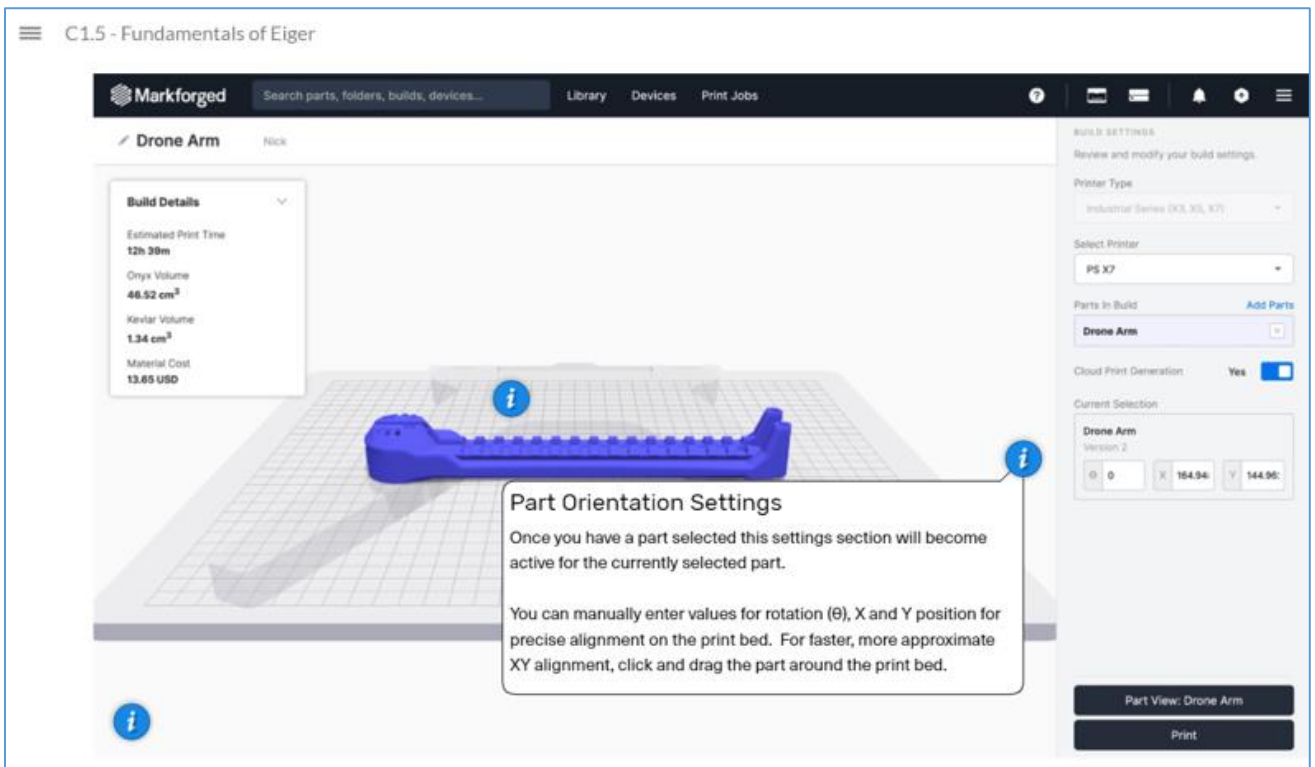 C1.5 - Fundamentals of Eiger
Markforged
Search parts, folders, builds, devices...
Library Devices Print Jobs
Drone Arm Nick
Build Details
Estimated Print Time
12h 39m
Onyx Volume
46.52 cm³
Kevlar Volume
1.34 cm³
Material Cost
13.65 USD
BUILD SETTINGS
Review and modify your build settings.
Printer Type
Industrial Series (X3, X5, X7)
Select Printer
PS X7
Parts In Build Add Parts
Drone Arm
Cloud Print Generation Yes
Current Selection
Drone Arm
Version 2
Θ 0 X 164.94 Y 144.96
Part Orientation Settings
Once you have a part selected this settings section will become
active for the currently selected part.
You can manually enter values for rotation (θ), X and Y position for
precise alignment on the print bed. For faster, more approximate
XY alignment, click and drag the part around the print bed.
Part View: Drone Arm
Print